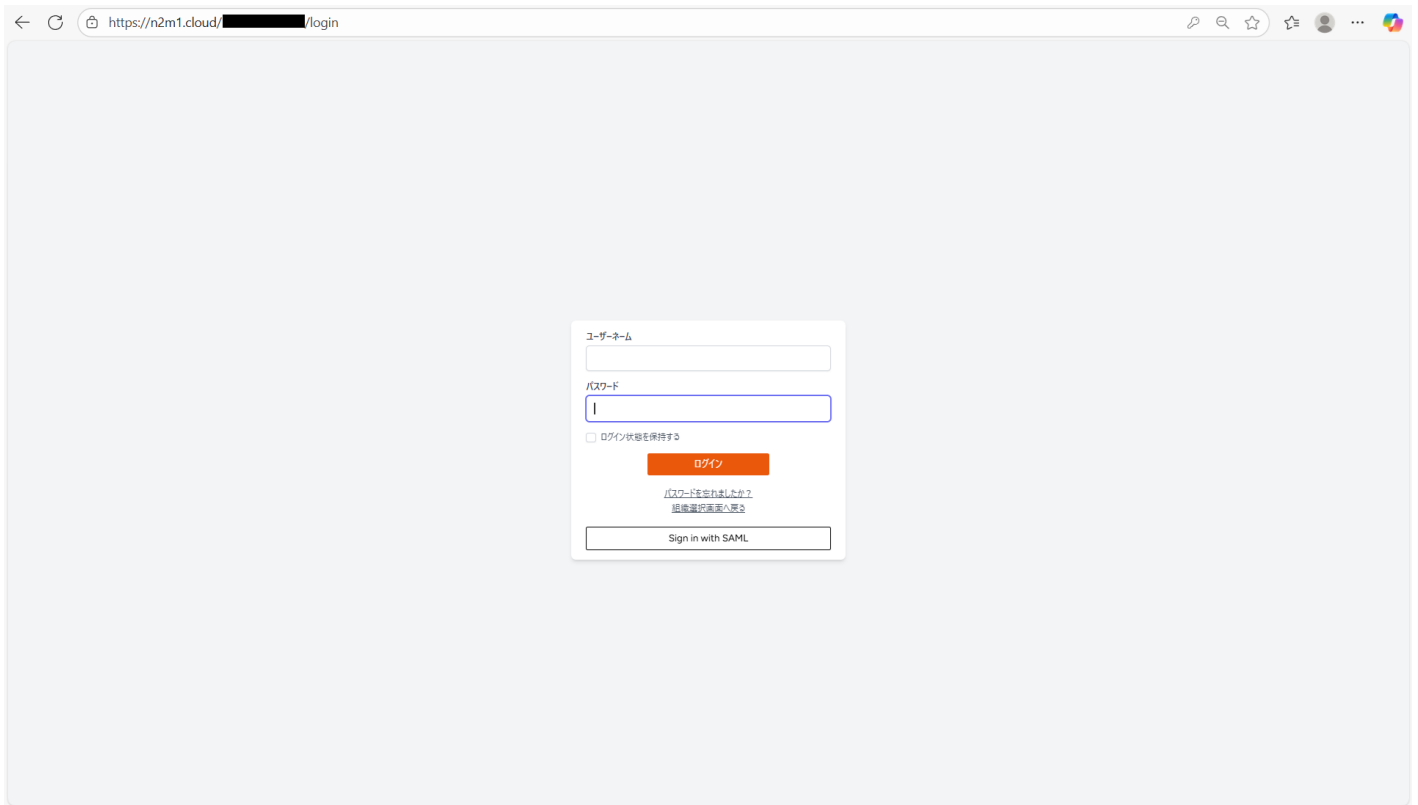 https://n2m1.cloud/ /login
ユーザーネーム
パスワード
ログイン状態を保持する
ログイン
パスワードを忘れましたか？
組織選択画面へ戻る
Sign in with SAML